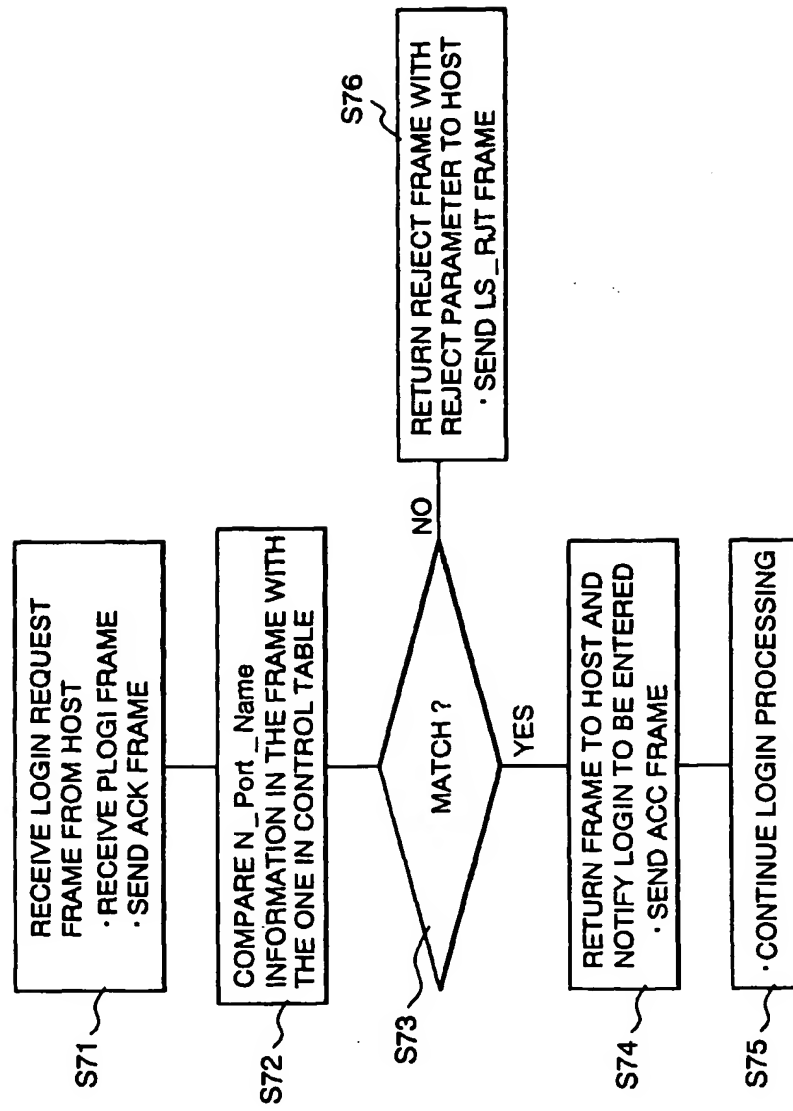 S71
RECEIVE LOGIN REQUEST
FRAME FROM HOST
· RECEIVE PLOGI FRAME
· SEND ACK FRAME
S72
COMPARE N_Port_Name
INFORMATION IN THE FRAME WITH
THE ONE IN CONTROL TABLE
S73
MATCH ?
NO
S76
RETURN REJECT FRAME WITH
REJECT PARAMETER TO HOST
· SEND LS_RJT FRAME
YES
S74
RETURN FRAME TO HOST AND
NOTIFY LOGIN TO BE ENTERED
· SEND ACC FRAME
S75
· CONTINUE LOGIN PROCESSING